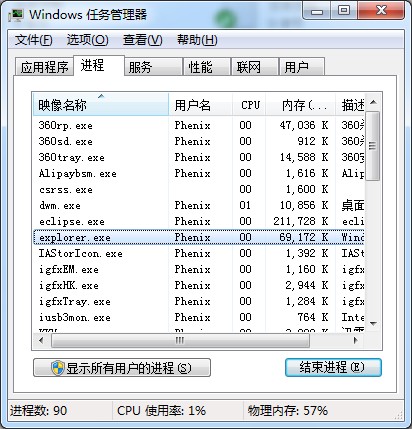 Windows 任务管理器
文件(F) 选项(O) 查看(V) 帮助(H)
应用程序 进程 服务 性能 联网 用户
映像名称 用户名 CPU 内存(... 描述
360rp.exe Phenix 00 47,036 K 360
360sd.exe Phenix 00 912 K 360
360tray.exe Phenix 00 14,588 K 360
Alipaybsm.exe Phenix 00 1,616 K Alip
csrss.exe 00 1,600 K
dwm.exe Phenix 01 10,856 K 桌面
eclipse.exe Phenix 00 211,728 K ecli
explorer.exe Phenix 00 69,172 K Wind
IAStorIcon.exe Phenix 00 1,392 K IAST
igfxEM.exe Phenix 00 1,160 K igfx
igfxHK.exe Phenix 00 2,944 K igfx
igfxTray.exe Phenix 00 1,284 K igfx
iusb3mon.exe Phenix 00 764 K Inte
显示所有用户的进程(S) 结束进程(E)
进程数: 90 CPU 使用率: 1% 物理内存: 57%